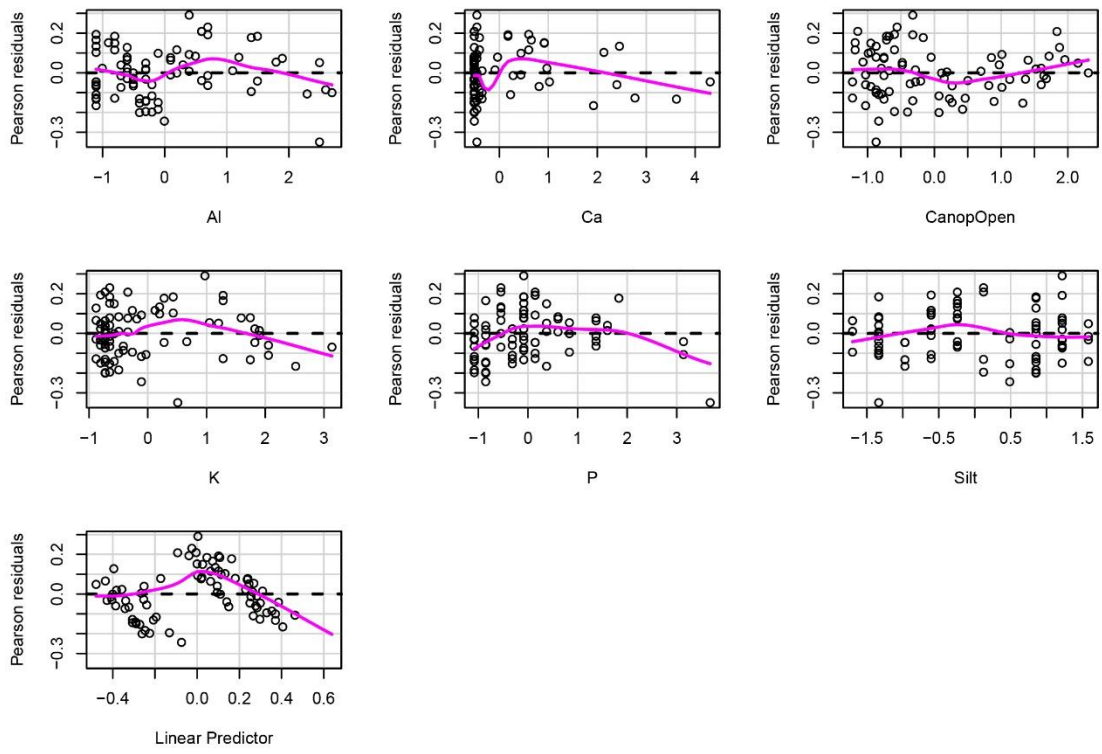 Pearson residuals
−0.3 0.0 0.2
−1 0 1 2
Al
Pearson residuals
−0.3 0.0 0.2
0 1 2 3 4
Ca
Pearson residuals
−0.3 0.0 0.2
−1.0 0.0 1.0 2.0
CanopOpen
Pearson residuals
−0.3 0.0 0.2
−1 0 1 2 3
K
Pearson residuals
−0.3 0.0 0.2
−1 0 1 2 3
P
Pearson residuals
−0.3 0.0 0.2
−1.5 −0.5 0.5 1.5
Silt
Pearson residuals
−0.3 0.0 0.2
−0.4 0.0 0.2 0.4 0.6
Linear Predictor